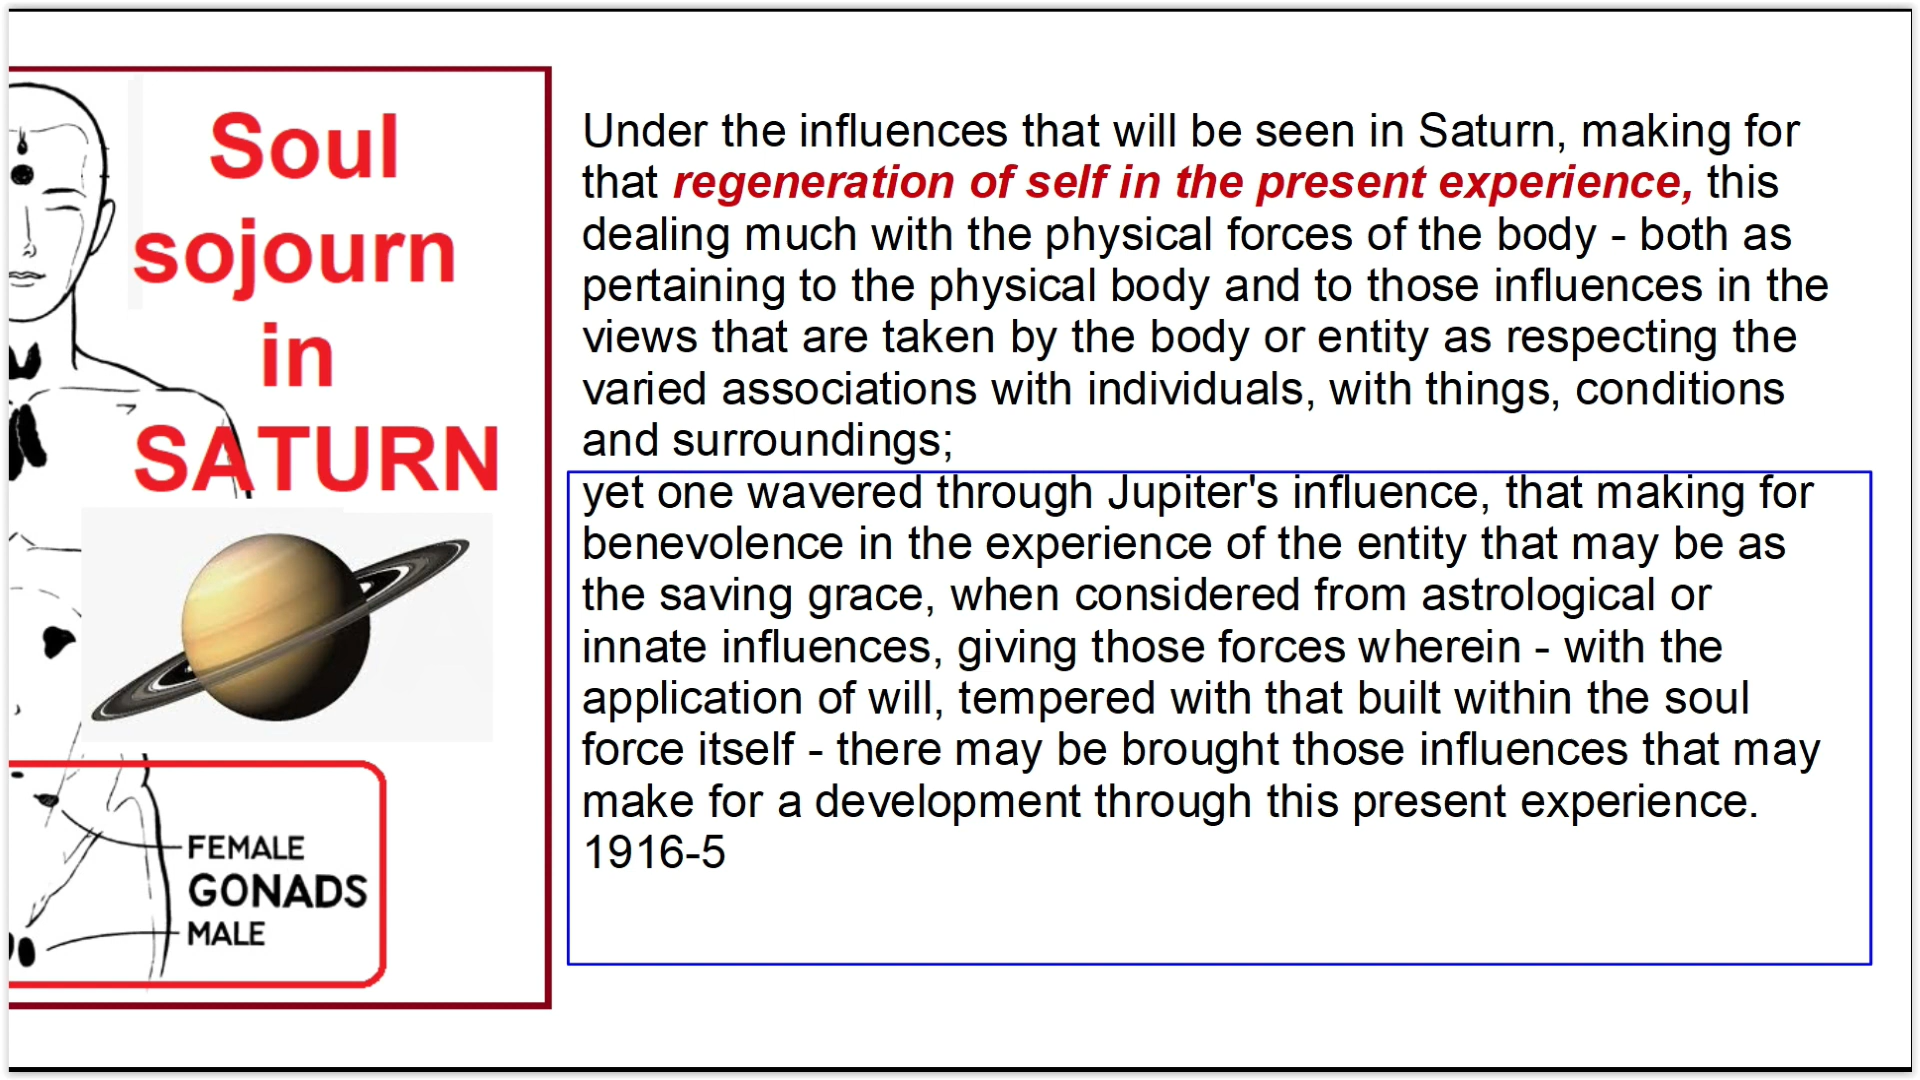 Soul
sojourn
in
SATURN
FEMALE
GONADS
MALE
Under the influences that will be seen in Saturn, making for
that regeneration of self in the present experience, this
dealing much with the physical forces of the body - both as
pertaining to the physical body and to those influences in the
views that are taken by the body or entity as respecting the
varied associations with individuals, with things, conditions
and surroundings;
yet one wavered through Jupiter's influence, that making for
benevolence in the experience of the entity that may be as
the saving grace, when considered from astrological or
innate influences, giving those forces wherein - with the
application of will, tempered with that built within the soul
force itself - there may be brought those influences that may
make for a development through this present experience.
1916-5